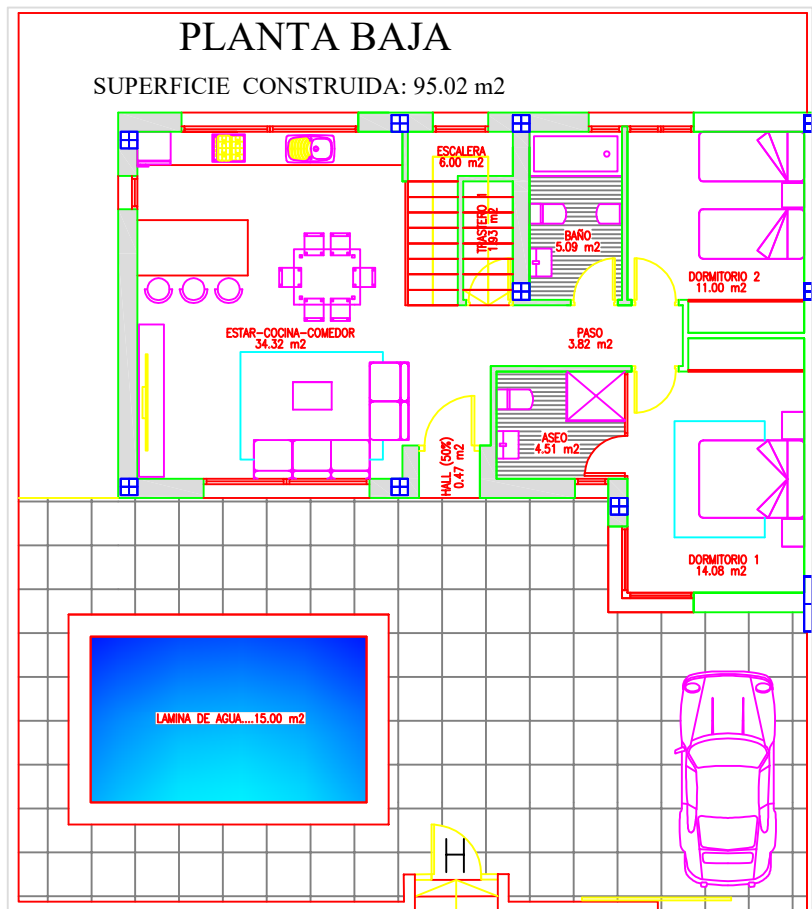 PLANTA BAJA
SUPERFICIE CONSTRUIDA: 95.02 m2
ESCALERA
6.00 m2
TRASTERO 1
1.93 m2
BAÑO
5.09 m2
DORMITORIO 2
11.00 m2
ESTAR-COCINA-COMEDOR
34.32 m2
PASO
3.82 m2
HALL (50%)
0.47 m2
ASEO
4.51 m2
DORMITORIO 1
14.08 m2
LAMINA DE AGUA....15.00 m2
H